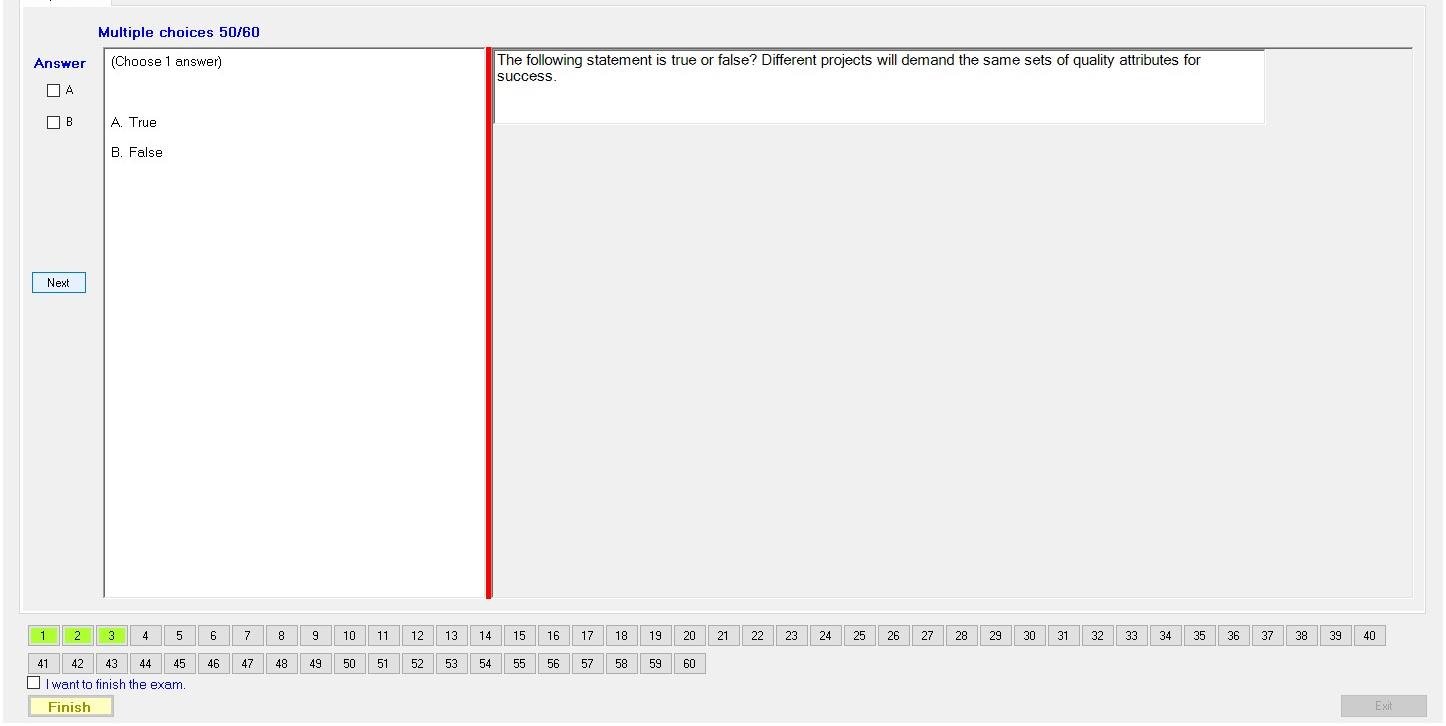 Multiple choices 50/60
Answer
A
B
Next
(Choose 1 answer)
A. True
B. False
The following statement is true or false? Different projects will demand the same sets of quality attributes for
success.
1 2 3 4 5 6 7 8 9 10 11 12 13 14 15 16 17 18 19 20 21 22 23 24 25 26 27 28 29 30 31 32 33 34 35 36 37 38 39 40
41 42 43 44 45 46 47 48 49 50 51 52 53 54 55 56 57 58 59 60
I want to finish the exam.
Finish
Exit